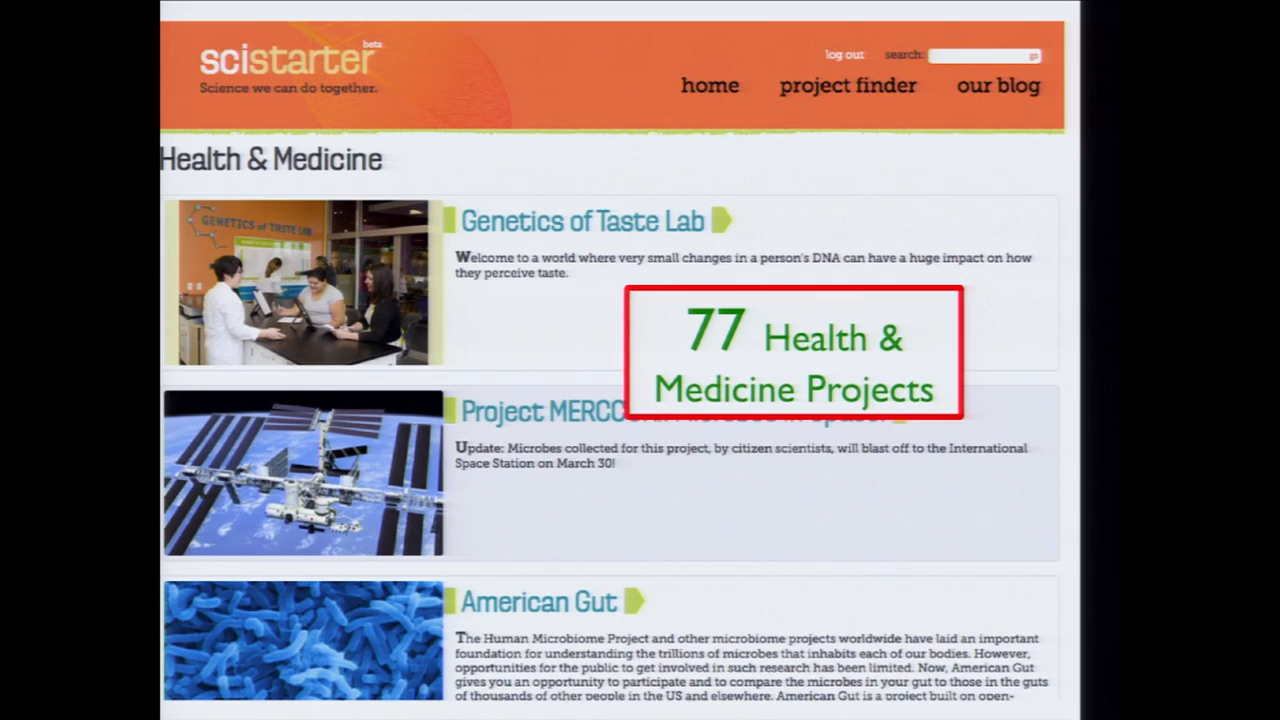 beta
scistarter
Science we can do together.
log out
search:
go
home
project finder
our blog
Health & Medicine
GENETICS of TASTE LAB
Genetics of Taste Lab
Welcome to a world where very small changes in a person's DNA can have a huge impact on how
they perceive taste.
77 Health &
Medicine Projects
Project
Update: Microbes collected for this project, by citizen scientists, will blast off to the International
Space Station on March 30!
American Gut
The Human Microbiome Project and other microbiome projects worldwide have laid an important
foundation for understanding the trillions of microbes that inhabits each of our bodies. However,
opportunities for the public to get involved in such research has been limited. Now, American Gut
gives you an opportunity to participate and to compare the microbes in your gut to those in the guts
of thousands of other people in the US and elsewhere. American Gut is a project built on open-